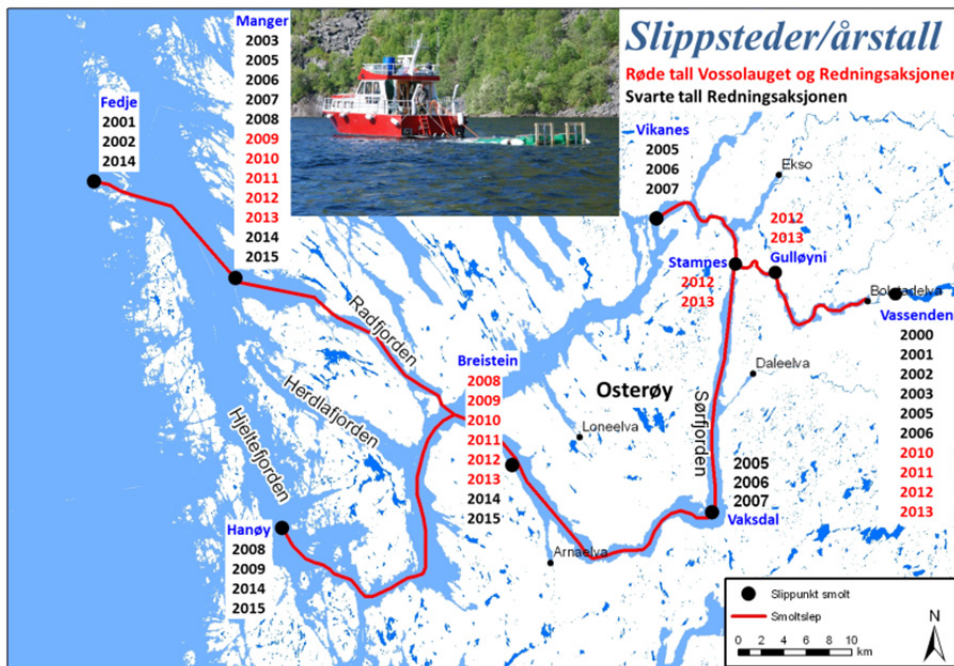 Slippsteder/årstall
Røde tall Vossolauget og Redningsaksjonen
Svarte tall Redningsaksjonen
Manger
2003
2005
2006
2007
2008
2009
2010
2011
2012
2013
2014
2015
Fedje
2001
2002
2014
Vikanes
2005
2006
2007
Ekso
2012
2013
Gulløyni
Stampnes
2012
2013
Bolstadelva
Vassenden
2000
2001
2002
2003
2005
2006
2010
2011
2012
2013
Radfjorden
Herdlafjorden
Hjeltefjorden
Breistein
2008
2009
2010
2011
2012
2013
2014
2015
Osterøy
Loneelva
Daleelva
Sørfjorden
2005
2006
2007
Vaksdal
Arnaelva
Hanøy
2008
2009
2014
2015
Slippunkt smolt
Smoltslep
0 2 4 6 8 10
km
N